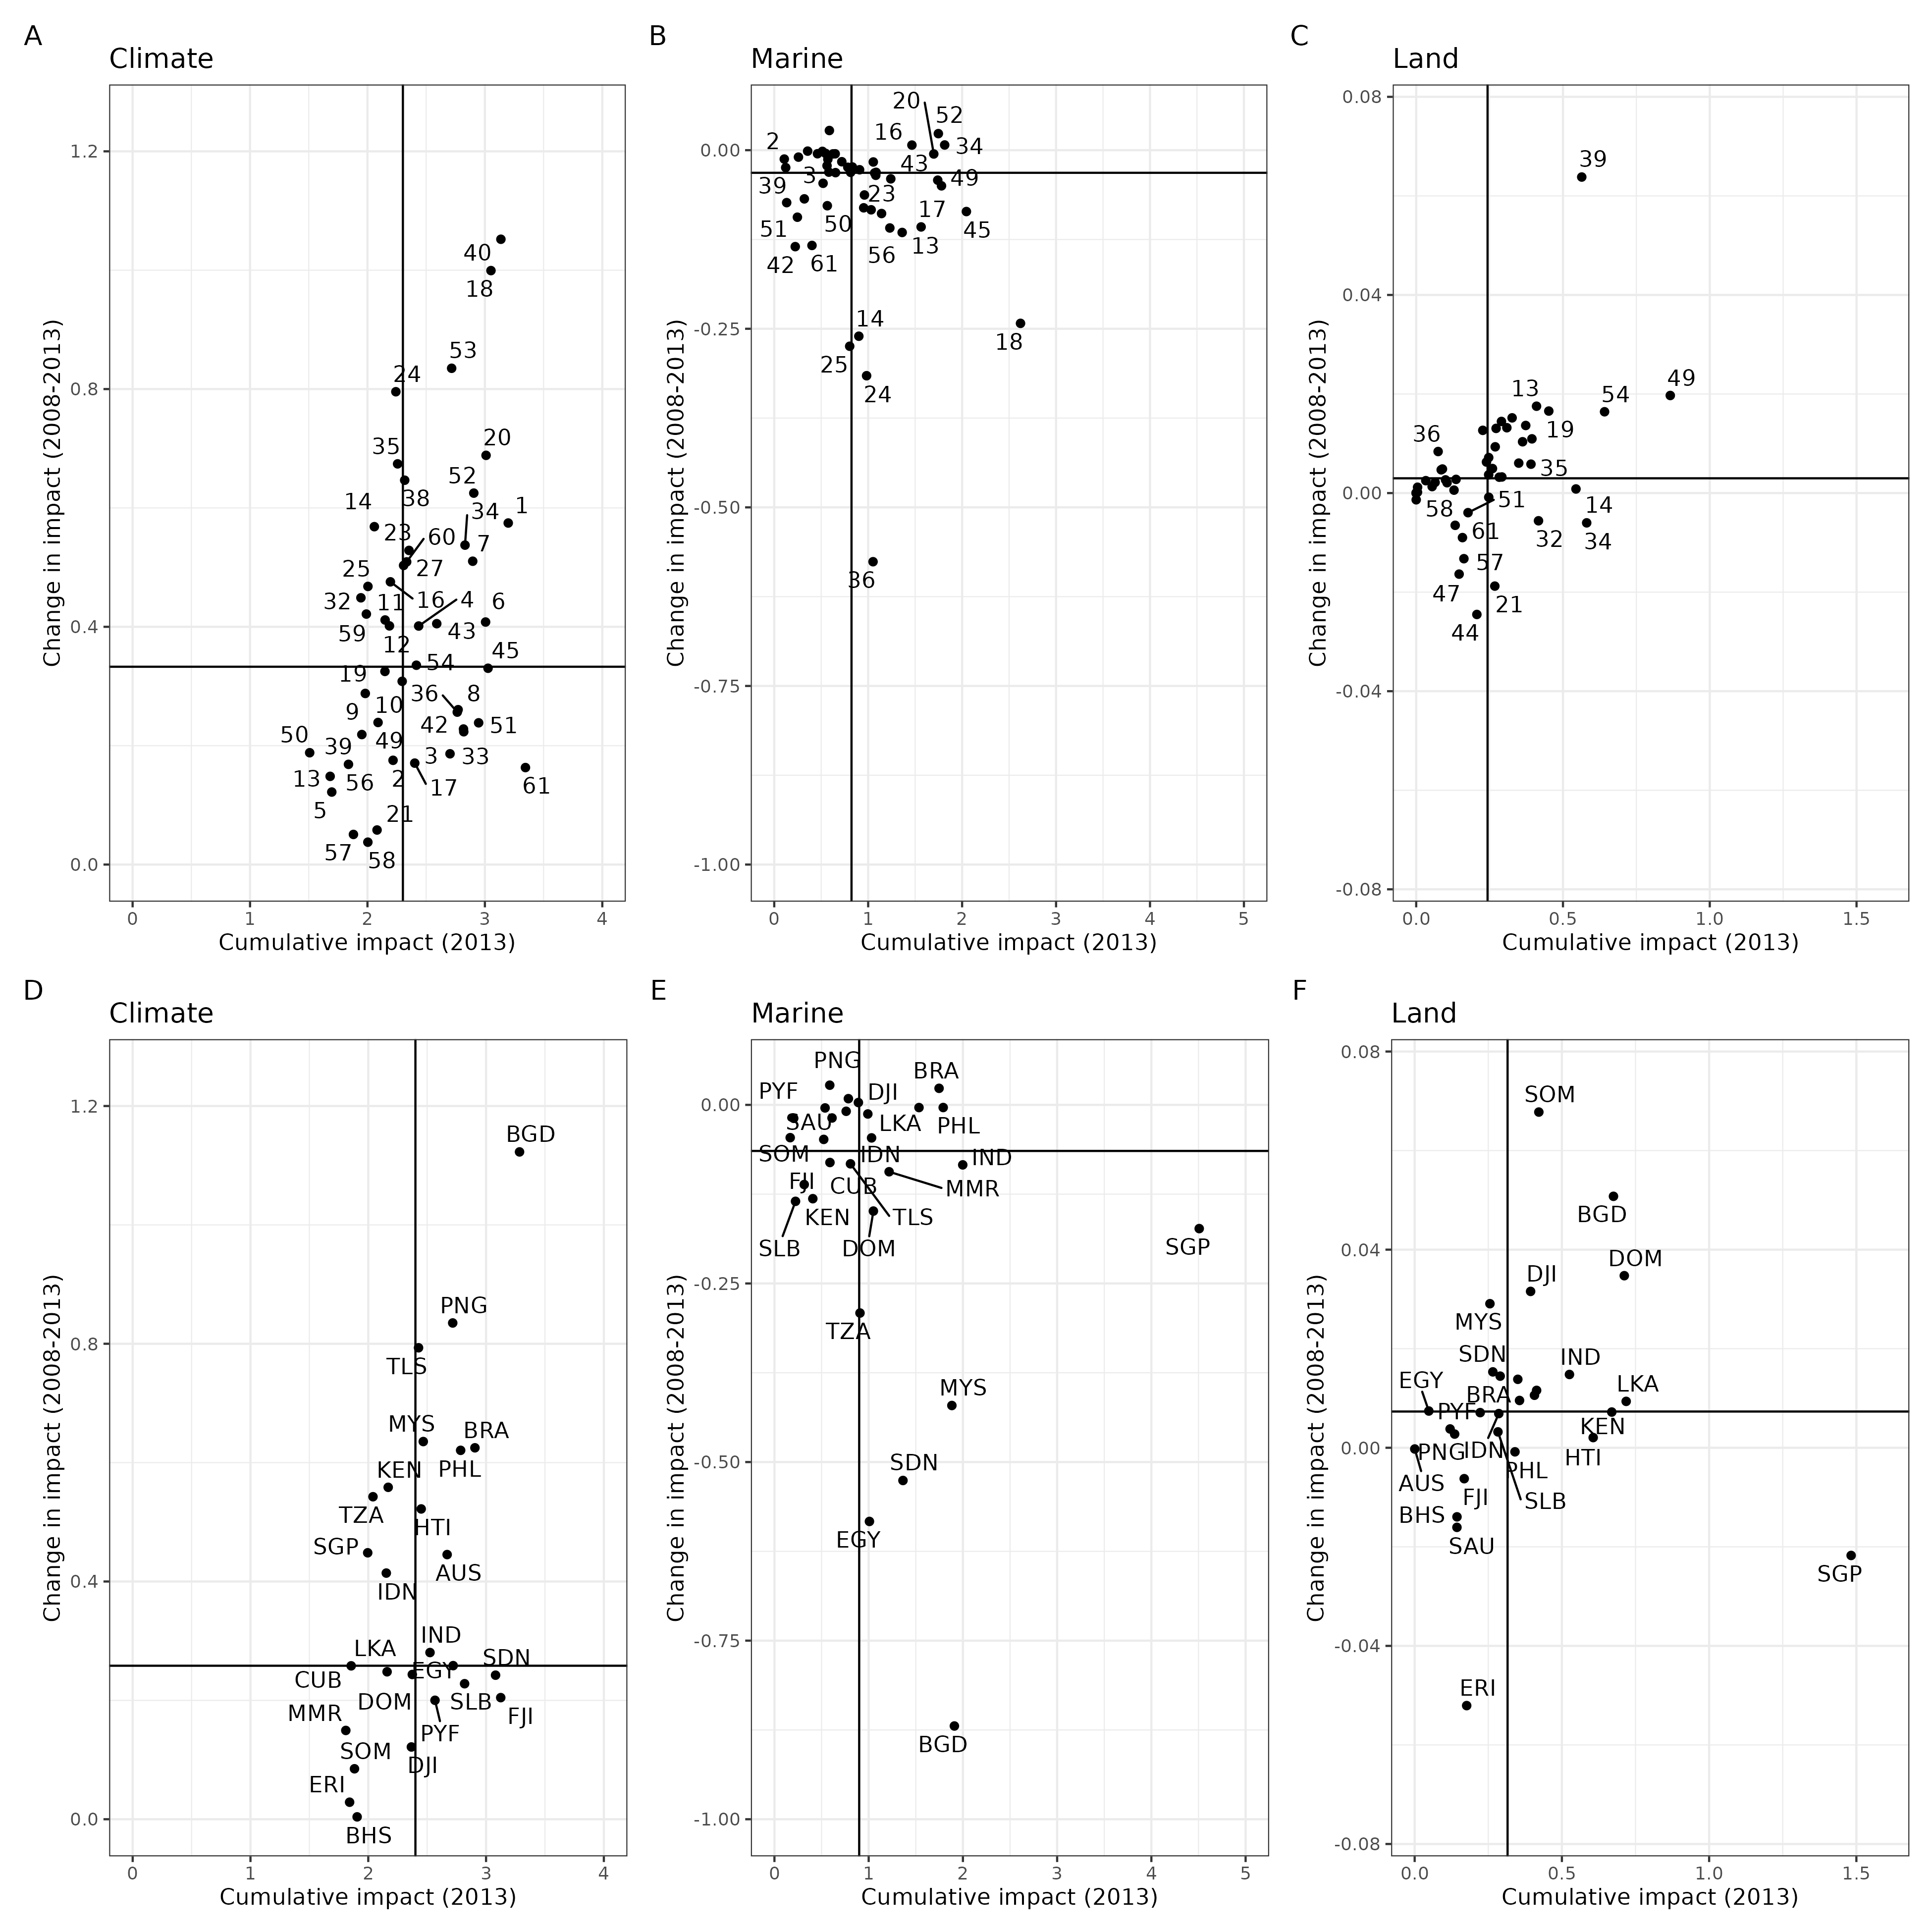 A
Climate
Change in impact (2008-2013)
1.2
0.8
0.4
0.0
40
18
53
24
35
20
52
38
14
34
1
23
60
7
27
25
32
11
16
4
6
59
12
43
45
54
19
36
8
9
10
42
51
50
39
49
3
33
13
56
2
17
61
5
21
57
58
0
1
2
3
4
Cumulative impact (2013)
B
Marine
Change in impact (2008-2013)
0.00
-0.25
-0.50
-0.75
-1.00
20
52
2
16
34
43
3
39
49
23
50
17
51
45
13
56
42
61
14
18
25
24
36
0
1
2
3
4
5
Cumulative impact (2013)
C
Land
Change in impact (2008-2013)
0.08
0.04
0.00
-0.04
-0.08
39
49
13
54
36
19
35
58
51
14
61
32
34
57
47
21
44
0.0
0.5
1.0
1.5
Cumulative impact (2013)
D
Climate
Change in impact (2008-2013)
1.2
0.8
0.4
0.0
BGD
PNG
TLS
MYS
BRA
KEN
PHL
TZA
HTI
SGP
AUS
IDN
LKA
IND
SDN
CUB
EGY
DOM
SLB
MMR
FJI
PYF
SOM
DJI
ERI
BHS
0
1
2
3
4
Cumulative impact (2013)
E
Marine
Change in impact (2008-2013)
0.00
-0.25
-0.50
-0.75
-1.00
PNG
BRA
PYF
DJI
SAU
LKA
PHL
SOM
IDN
IND
FJI
CUB
MMR
KEN
TLS
SLB
DOM
SGP
TZA
MYS
SDN
EGY
BGD
0
1
2
3
4
5
Cumulative impact (2013)
F
Land
Change in impact (2008-2013)
0.08
0.04
0.00
-0.04
-0.08
SOM
BGD
DOM
DJI
MYS
SDN
IND
EGY
BRA
LKA
PYF
KEN
PNG
IDN
HTI
PHL
AUS
FJI
SLB
BHS
SAU
SGP
ERI
0.0
0.5
1.0
1.5
Cumulative impact (2013)